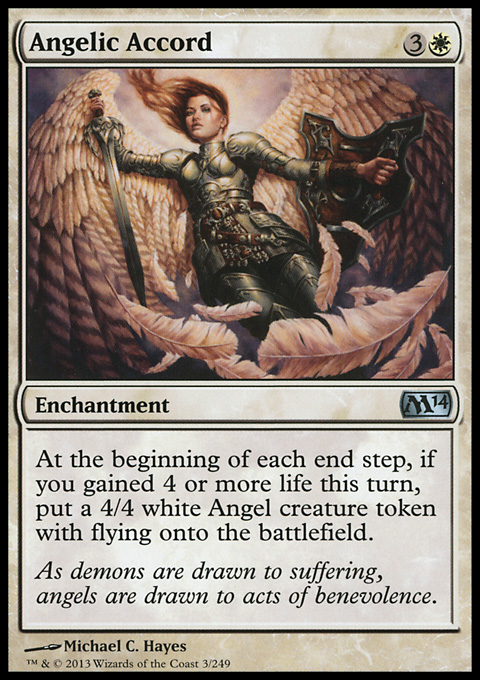 Angelic Accord 3
Enchantment M14
At the beginning of each end step, if
you gained 4 or more life this turn,
put a 4/4 white Angel creature token
with flying onto the battlefield.
As demons are drawn to suffering,
angels are drawn to acts of benevolence.
Michael C. Hayes
™ & © 2013 Wizards of the Coast 3/249